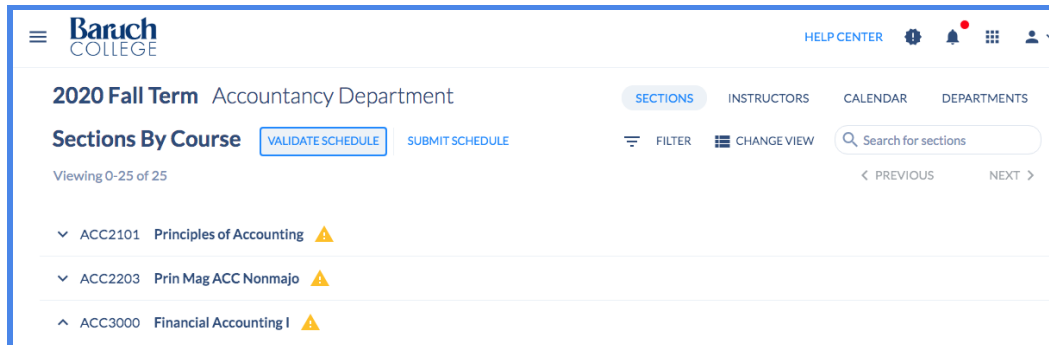 Baruch
COLLEGE
HELP CENTER
2020 Fall Term Accountancy Department
SECTIONS INSTRUCTORS CALENDAR DEPARTMENTS
Sections By Course VALIDATE SCHEDULE SUBMIT SCHEDULE FILTER CHANGE VIEW Search for sections
Viewing 0-25 of 25 PREVIOUS NEXT
ACC2101 Principles of Accounting
ACC2203 Prin Mag ACC Nonmajo
ACC3000 Financial Accounting I